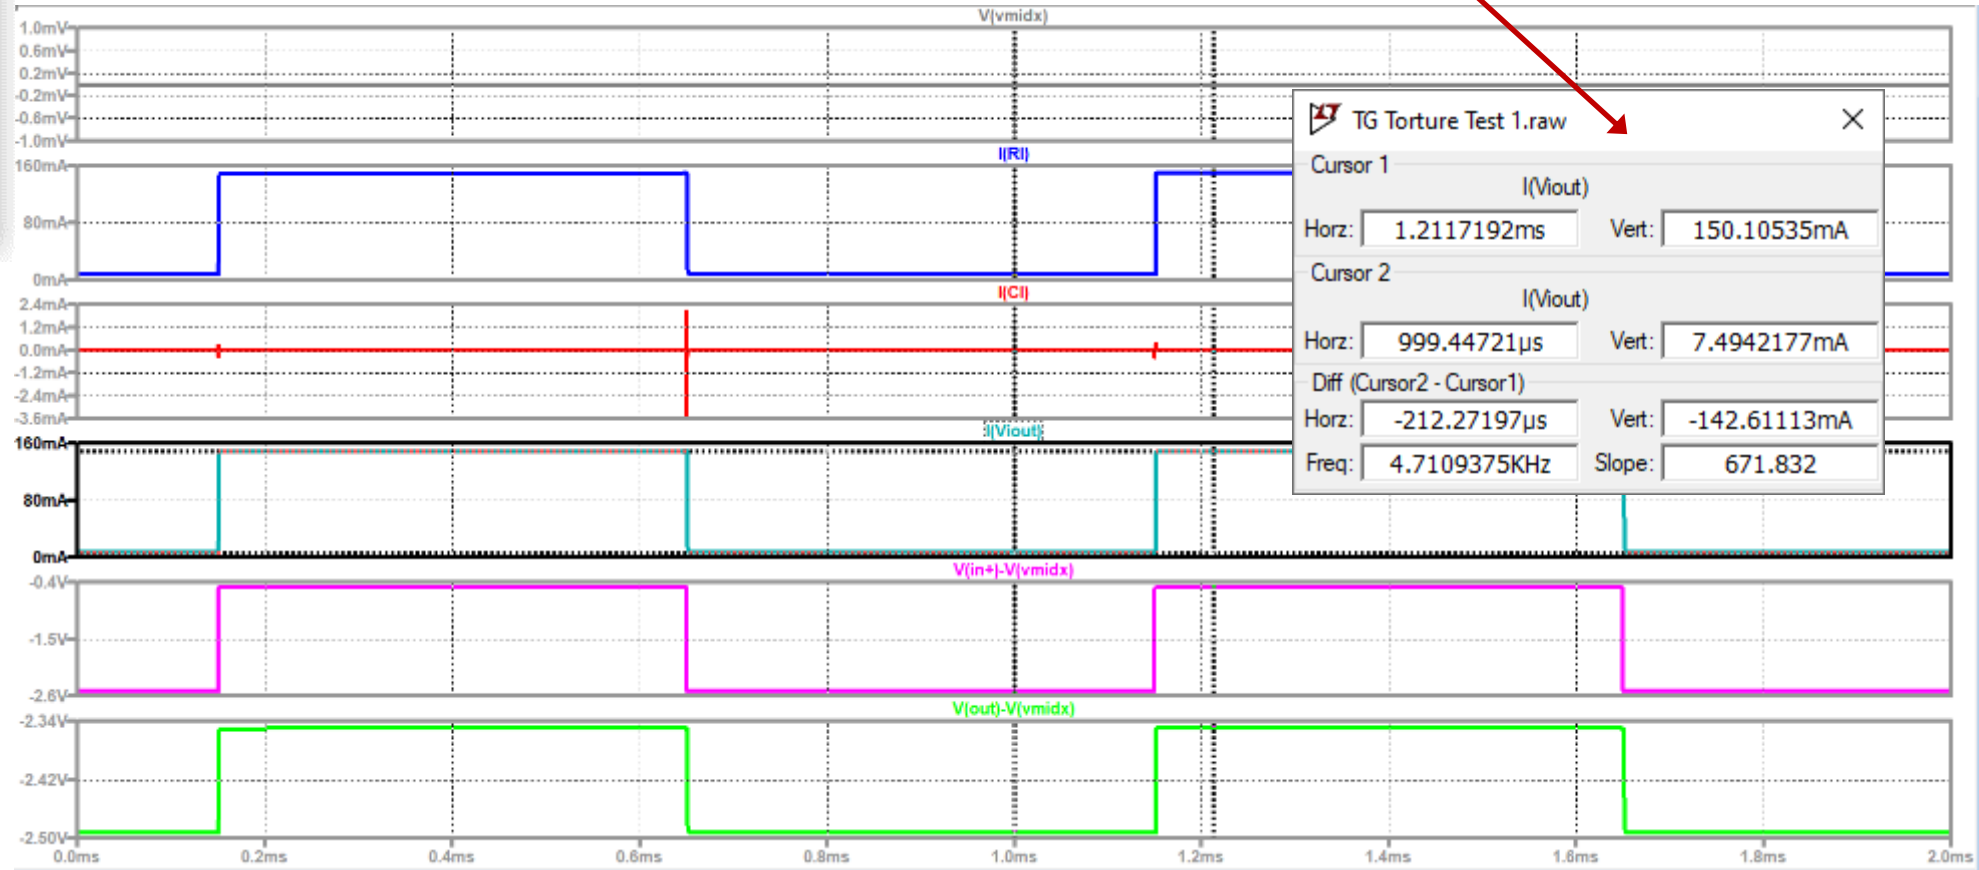 V(vmidx)
1.0mV
0.6mV
0.2mV
-0.2mV
-0.6mV
-1.0mV
I(RI)
160mA
80mA
0mA
I(CI)
2.4mA
1.2mA
0.0mA
-1.2mA
-2.4mA
-3.6mA
I(Viout)
160mA
80mA
0mA
V(in+)-V(vmidx)
-0.4V
-1.5V
-2.6V
V(out)-V(vmidx)
-2.34V
-2.42V
-2.50V
0.0ms 0.2ms 0.4ms 0.6ms 0.8ms 1.0ms 1.2ms 1.4ms 1.6ms 1.8ms 2.0ms
TG Torture Test 1.raw
Cursor 1
I(Viout)
Horz: 1.2117192ms Vert: 150.10535mA
Cursor 2
I(Viout)
Horz: 999.44721µs Vert: 7.4942177mA
Diff (Cursor2 - Cursor1)
Horz: -212.27197µs Vert: -142.61113mA
Freq: 4.7109375KHz Slope: 671.832